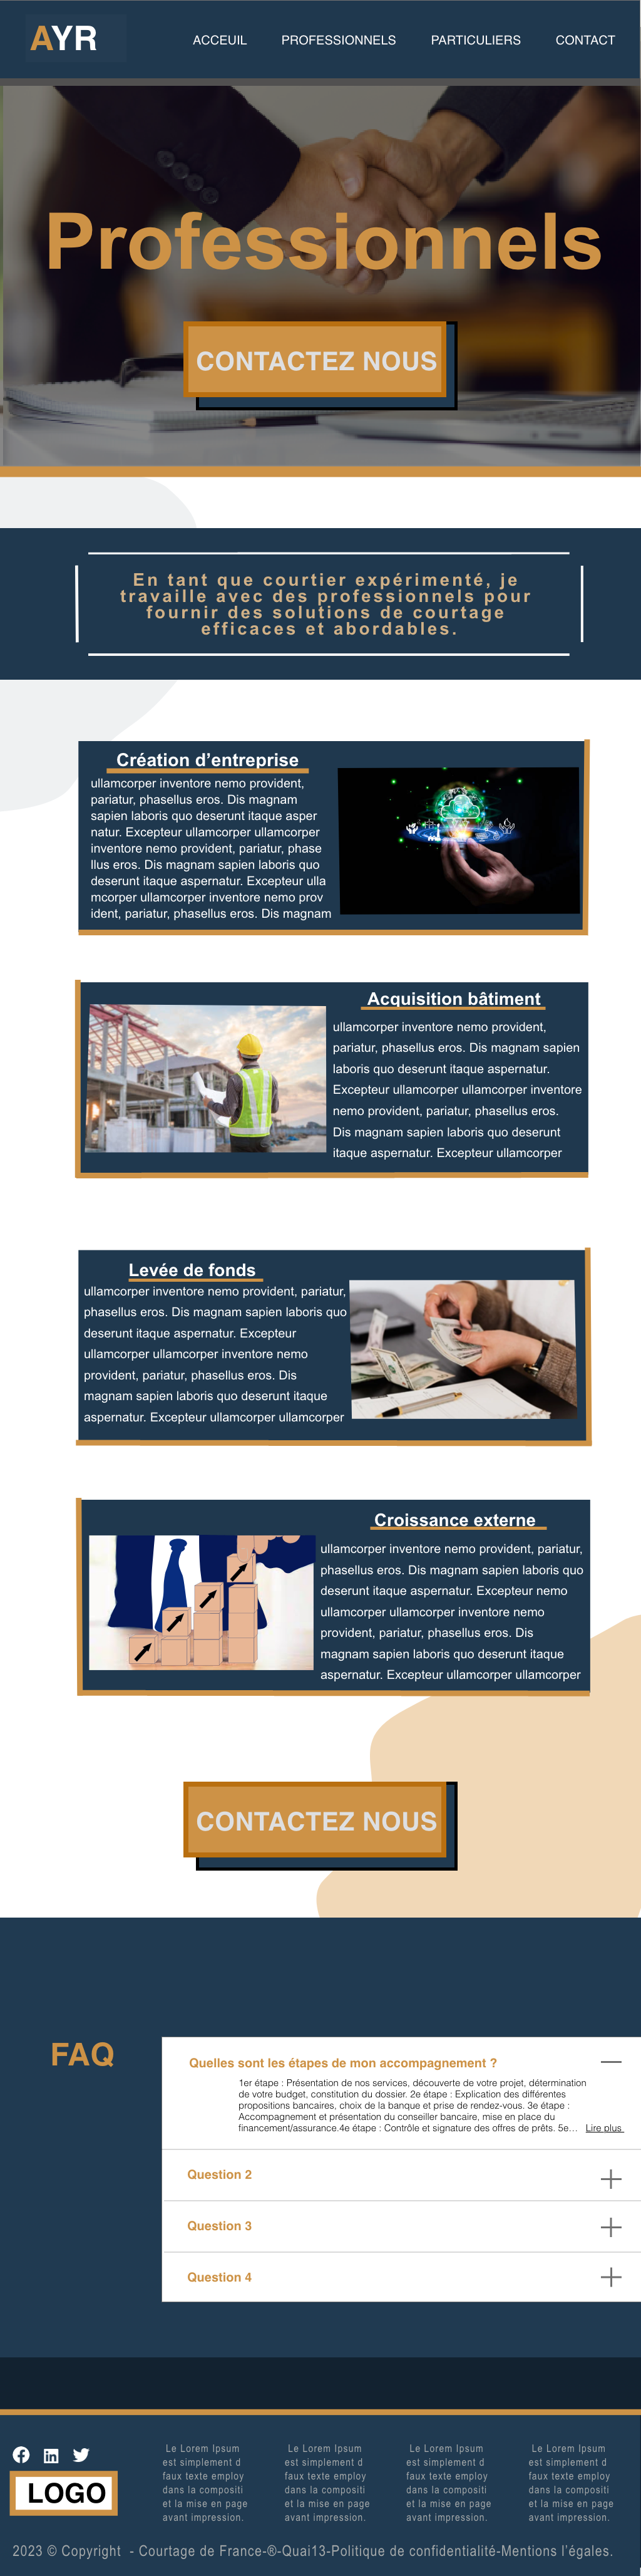 AYR
ACCEUIL PROFESSIONNELS PARTICULIERS CONTACT
Professionnels
CONTACTEZ NOUS
En tant que courtier expérimenté, je
travaille avec des professionnels pour
fournir des solutions de courtage
efficaces et abordables.
Création d'entreprise
ullamcorper inventore nemo provident,
pariatur, phasellus eros. Dis magnam
sapien laboris quo deserunt itaque asper
natur. Excepteur ullamcorper ullamcorper
inventore nemo provident, pariatur, phase
llus eros. Dis magnam sapien laboris quo
deserunt itaque aspernatur. Excepteur ulla
mcorper ullamcorper inventore nemo prov
ident, pariatur, phasellus eros. Dis magnam
Acquisition bâtiment
ullamcorper inventore nemo provident,
pariatur, phasellus eros. Dis magnam sapien
laboris quo deserunt itaque aspernatur.
Excepteur ullamcorper ullamcorper inventore
nemo provident, pariatur, phasellus eros.
Dis magnam sapien laboris quo deserunt
itaque aspernatur. Excepteur ullamcorper
Levée de fonds
ullamcorper inventore nemo provident, pariatur,
phasellus eros. Dis magnam sapien laboris quo
deserunt itaque aspernatur. Excepteur
ullamcorper ullamcorper inventore nemo
provident, pariatur, phasellus eros. Dis
magnam sapien laboris quo deserunt itaque
aspernatur. Excepteur ullamcorper ullamcorper
Croissance externe
ullamcorper inventore nemo provident, pariatur,
phasellus eros. Dis magnam sapien laboris quo
deserunt itaque aspernatur. Excepteur nemo
ullamcorper ullamcorper inventore nemo
provident, pariatur, phasellus eros. Dis
magnam sapien laboris quo deserunt itaque
aspernatur. Excepteur ullamcorper ullamcorper
CONTACTEZ NOUS
FAQ
Quelles sont les étapes de mon accompagnement ?
1er étape : Présentation de nos services, découverte de votre projet, détermination
de votre budget, constitution du dossier. 2e étape : Explication des différentes
propositions bancaires, choix de la banque et prise de rendez-vous. 3e étape :
Accompagnement et présentation du conseiller bancaire, mise en place du
financement/assurance.4e étape : Contrôle et signature des offres de prêts. 5e... Lire plus
Question 2
Question 3
Question 4
LOGO
Le Lorem Ipsum
est simplement d
faux texte employ
dans la compositi
et la mise en page
avant impression.
Le Lorem Ipsum
est simplement d
faux texte employ
dans la compositi
et la mise en page
avant impression.
Le Lorem Ipsum
est simplement d
faux texte employ
dans la compositi
et la mise en page
avant impression.
Le Lorem Ipsum
est simplement d
faux texte employ
dans la compositi
et la mise en page
avant impression.
2023 © Copyright - Courtage de France-®-Quai13-Politique de confidentialité-Mentions l'égales.